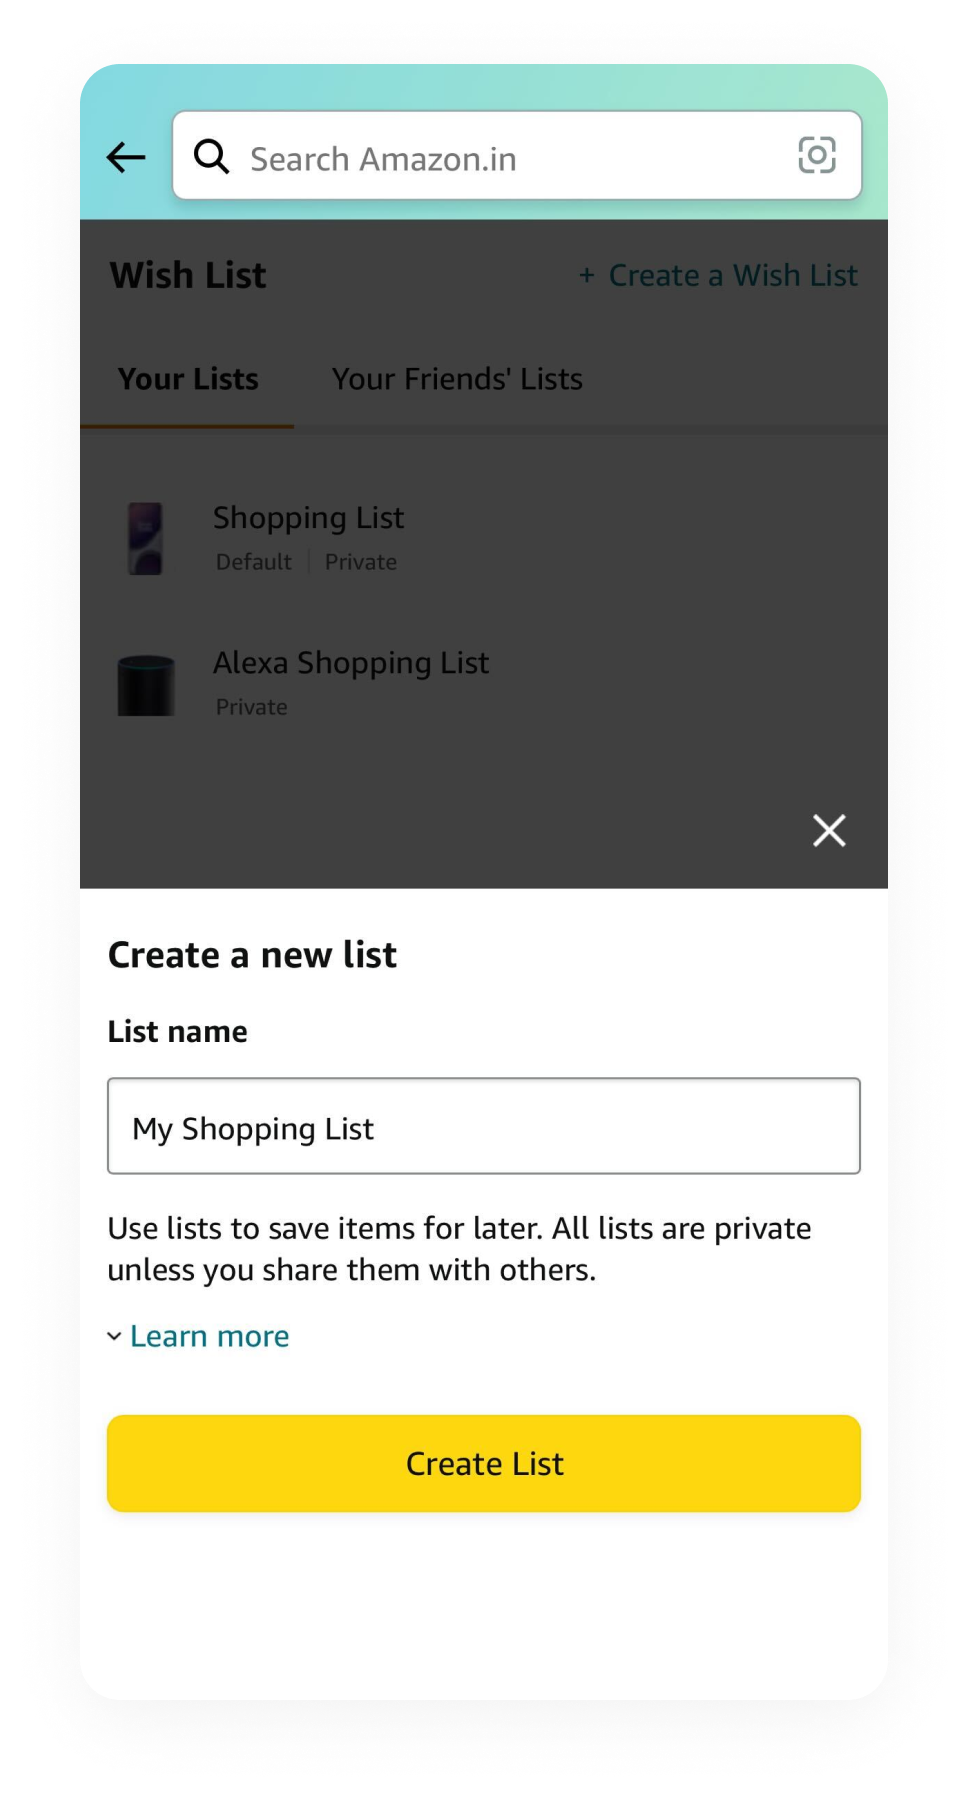 Search Amazon.in
Wish List
+ Create a Wish List
Your Lists
Your Friends' Lists
Shopping List
Default | Private
Alexa Shopping List
Private
Create a new list
List name
My Shopping List
Use lists to save items for later. All lists are private
unless you share them with others.
Learn more
Create List